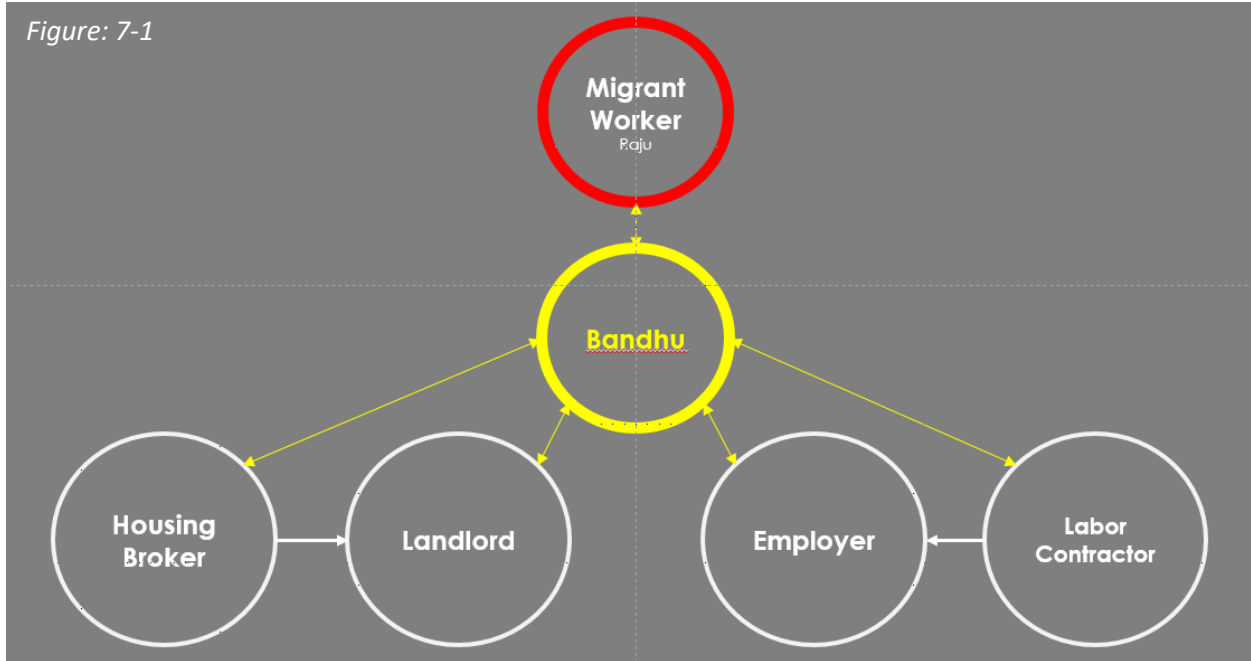 Figure: 7-1
Migrant
Worker
Raju
Bandhu
Housing
Broker
Landlord
Employer
Labor
Contractor